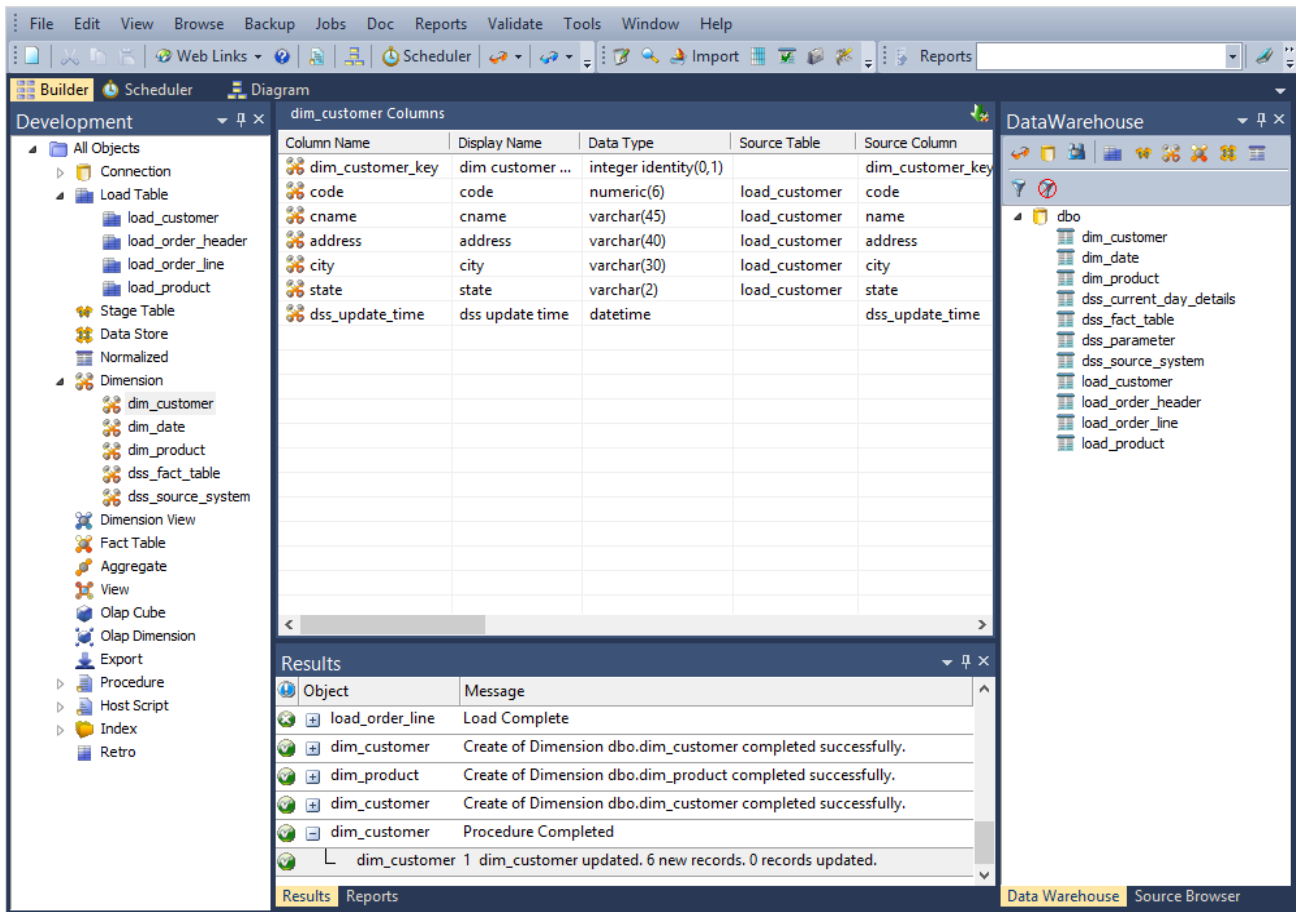 File Edit View Browse Backup Jobs Doc Reports Validate Tools Window Help
Web Links Scheduler Import Reports
Builder Scheduler Diagram
Development
All Objects
Connection
Load Table
load_customer
load_order_header
load_order_line
load_product
Stage Table
Data Store
Normalized
Dimension
dim_customer
dim_date
dim_product
dss_fact_table
dss_source_system
Dimension View
Fact Table
Aggregate
View
Olap Cube
Olap Dimension
Export
Procedure
Host Script
Index
Retro
dim_customer Columns
Column Name Display Name Data Type Source Table Source Column
dim_customer_key dim customer ... integer identity(0,1) dim_customer_key
code code numeric(6) load_customer code
cname cname varchar(45) load_customer name
address address varchar(40) load_customer address
city city varchar(30) load_customer city
state state varchar(2) load_customer state
dss_update_time dss update time datetime dss_update_time
Results
Object Message
load_order_line Load Complete
dim_customer Create of Dimension dbo.dim_customer completed successfully.
dim_product Create of Dimension dbo.dim_product completed successfully.
dim_customer Create of Dimension dbo.dim_customer completed successfully.
dim_customer Procedure Completed
dim_customer 1 dim_customer updated. 6 new records. 0 records updated.
Results Reports
DataWarehouse
dbo
dim_customer
dim_date
dim_product
dss_current_day_details
dss_fact_table
dss_parameter
dss_source_system
load_customer
load_order_header
load_order_line
load_product
Data Warehouse Source Browser